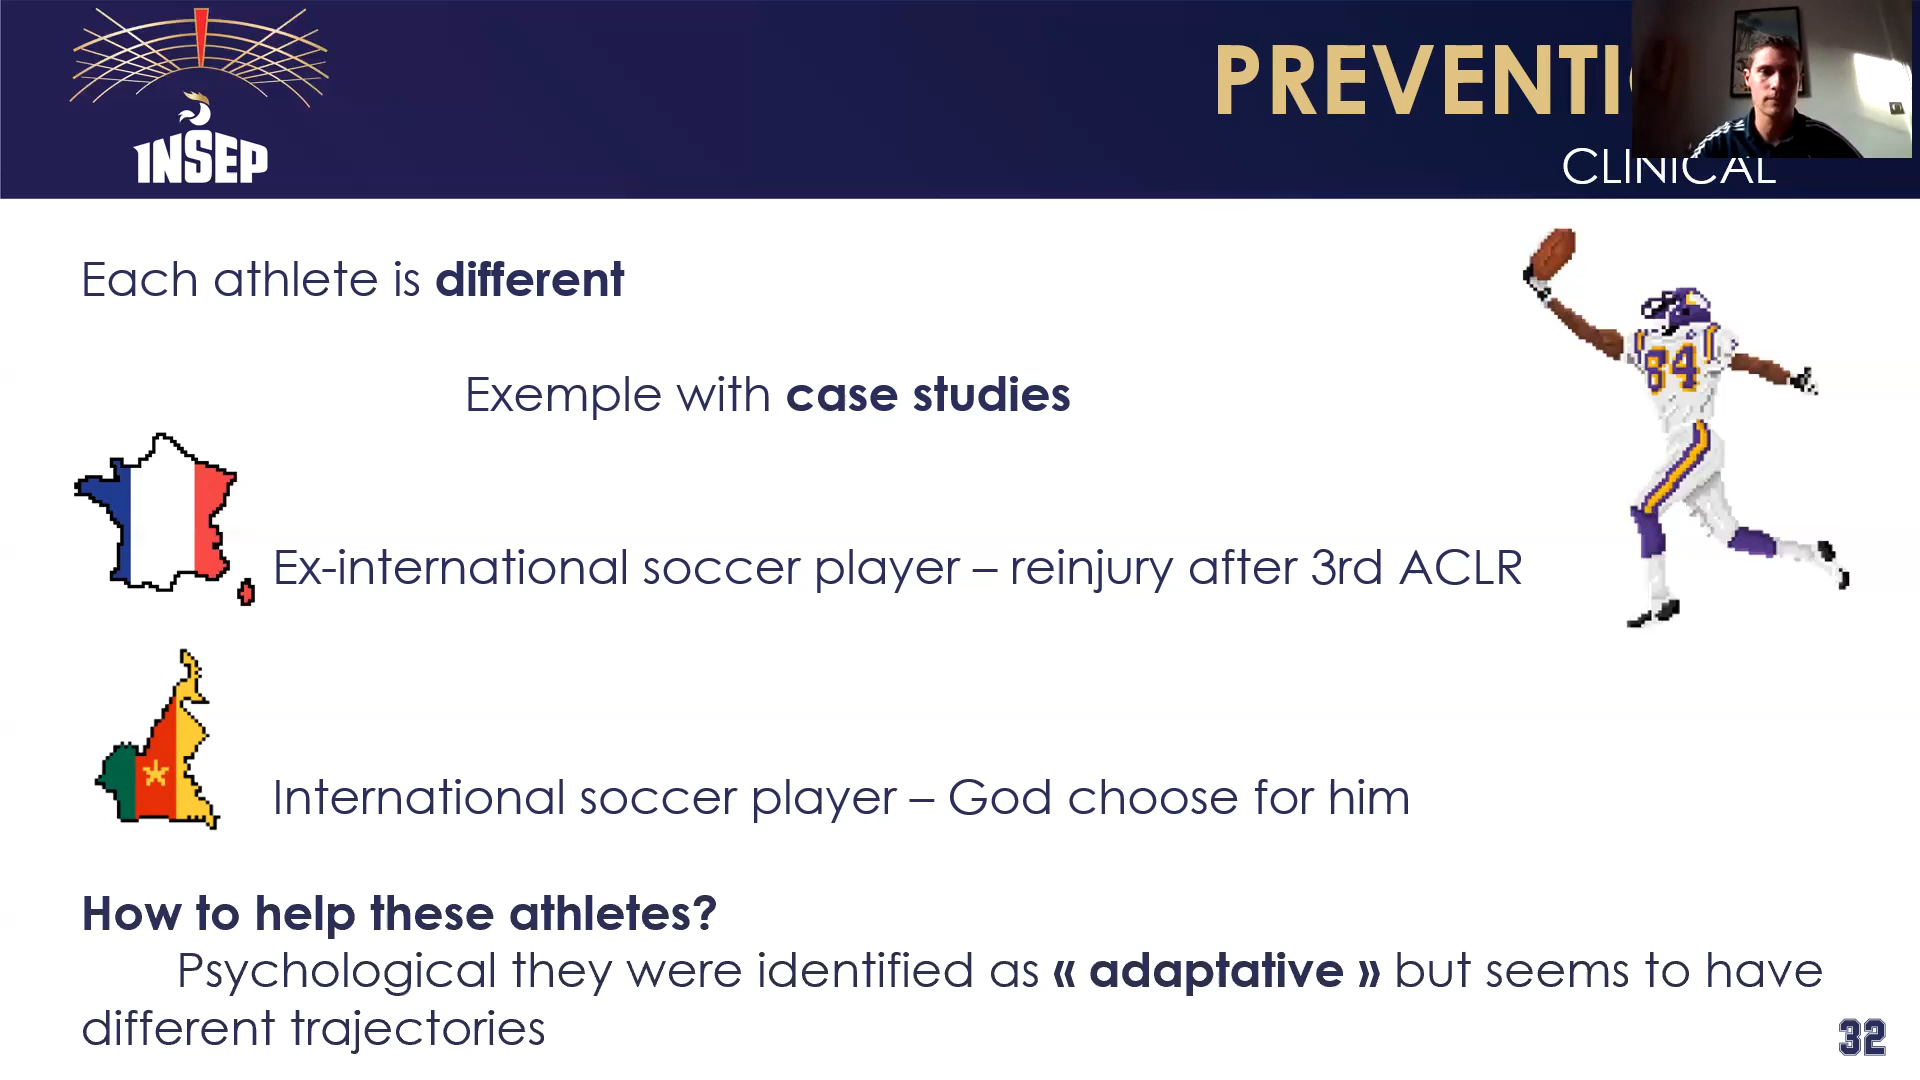 INSEP
PREVENTI
CLINICAL
Each athlete is different
Exemple with case studies
84
Ex-international soccer player – reinjury after 3rd ACLR
International soccer player – God choose for him
How to help these athletes?
Psychological they were identified as « adaptative » but seems to have
different trajectories
32